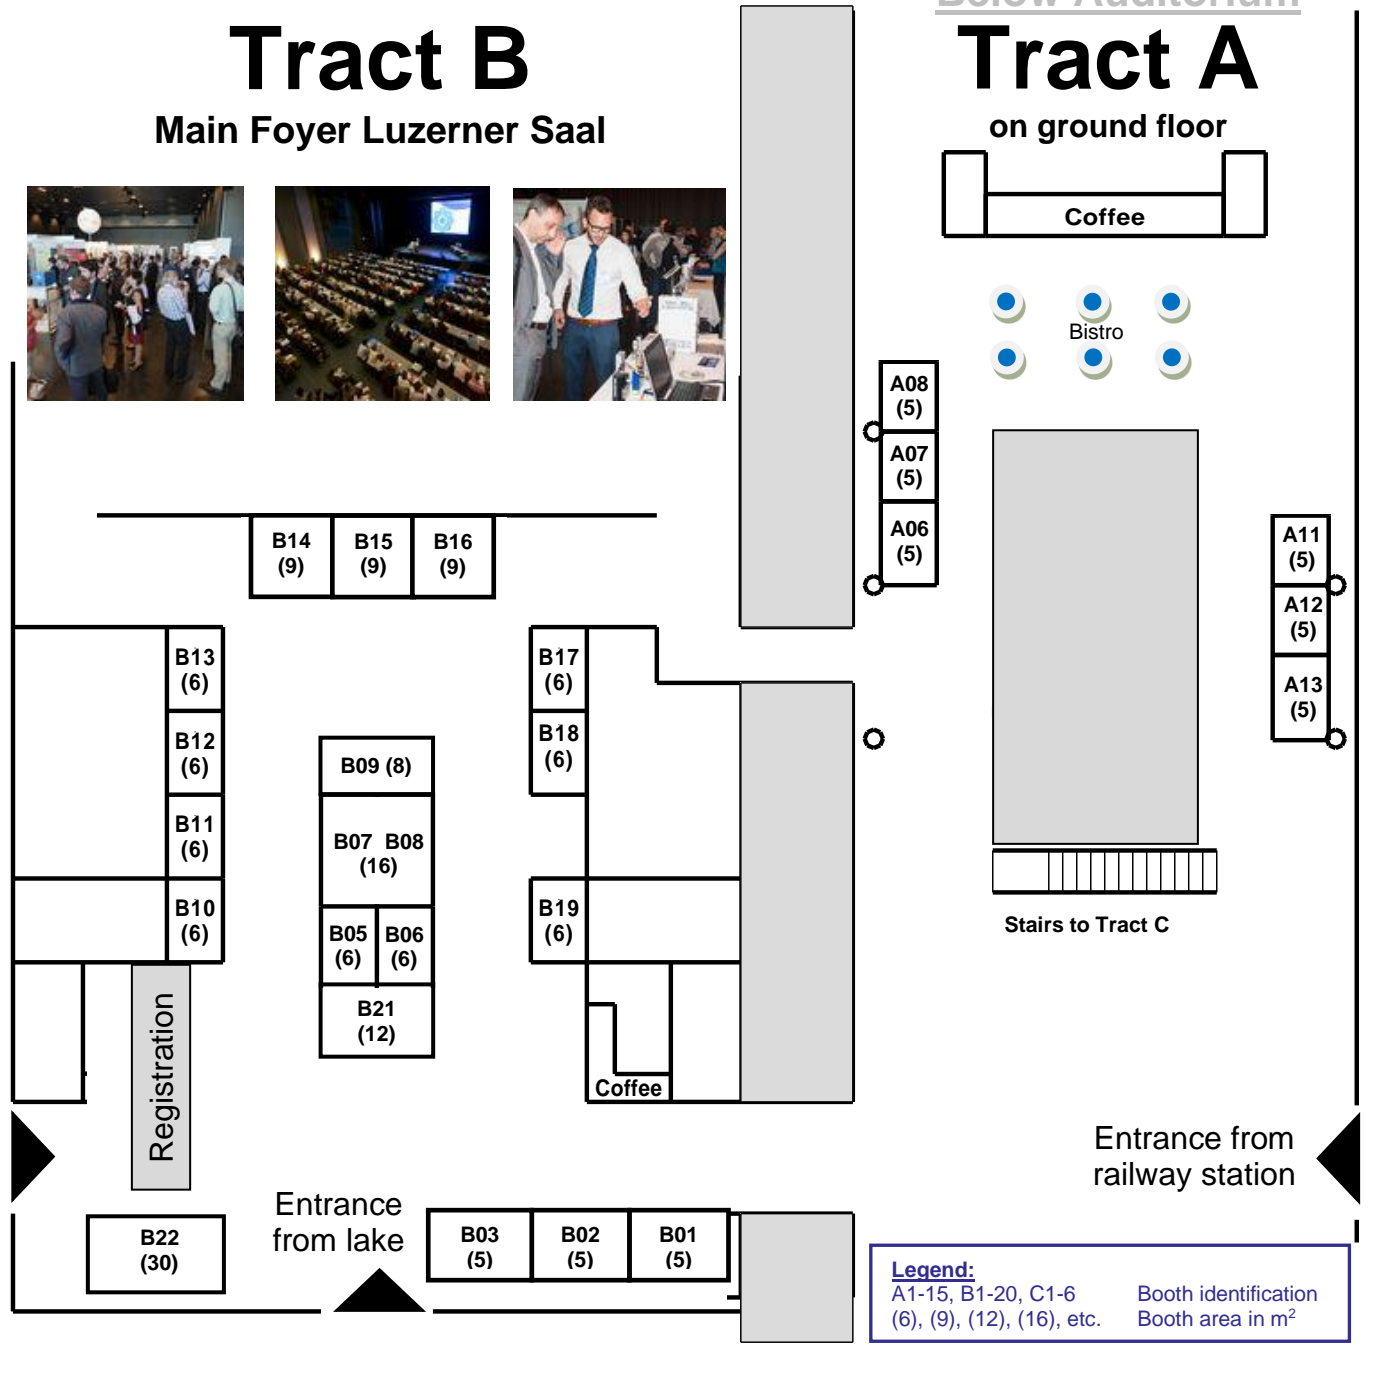 Below Auditorium
Tract B
Main Foyer Luzerner Saal
Tract A
on ground floor
Coffee
Bistro
A08
(5)
A07
(5)
A06
(5)
A11
(5)
A12
(5)
A13
(5)
B14
(9)
B15
(9)
B16
(9)
B13
(6)
B12
(6)
B11
(6)
B10
(6)
B17
(6)
B18
(6)
B19
(6)
B09 (8)
B07 B08
(16)
B05
(6)
B06
(6)
B21
(12)
Stairs to Tract C
Registration
Coffee
Entrance from
railway station
Entrance
from lake
B22
(30)
B03
(5)
B02
(5)
B01
(5)
Legend:
A1-15, B1-20, C1-6 Booth identification
(6), (9), (12), (16), etc. Booth area in m²